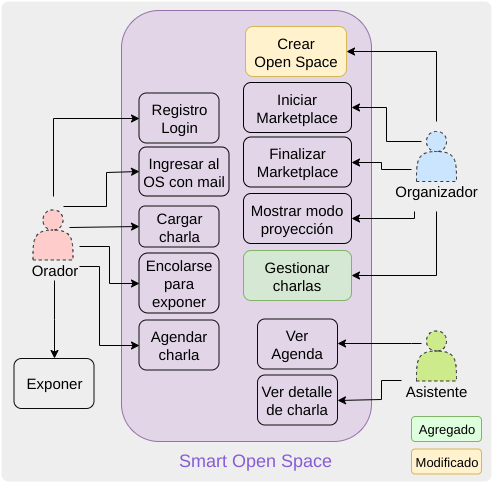 Crear
Open Space
Registro
Login
Iniciar
Marketplace
Ingresar al
OS con mail
Finalizar
Marketplace
Organizador
Cargar
charla
Mostrar modo
proyección
Orador
Encolarse
para
exponer
Gestionar
charlas
Agendar
charla
Ver
Agenda
Exponer
Ver detalle
de charla
Asistente
Agregado
Smart Open Space
Modificado